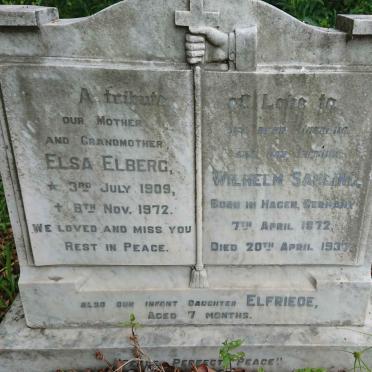 A tribute of Love to
OUR MOTHER
AND GRANDMOTHER
ELSA ELBERG,
* 3RD JULY 1909,
+ 8TH NOV. 1972.
WE LOVED AND MISS YOU
REST IN PEACE.
WILHELM
BORN IN HAGEN, GERMANY
7TH APRIL 1872,
DIED 20TH APRIL
ALSO OUR INFANT DAUGHTER ELFRIEDE,
AGED 7 MONTHS.
PERFECT PEACE"